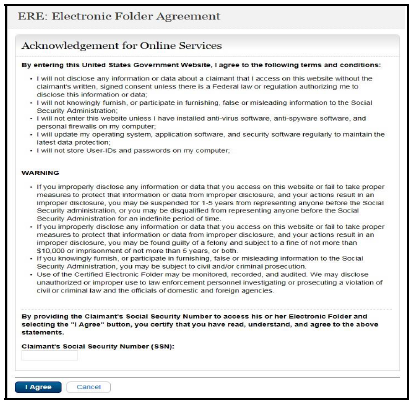 ERE: Electronic Folder Agreement
Acknowledgement for Online Services
By entering this United States Government Website, I agree to the following terms and conditions:
• I will not disclose any information or data about a claimant that I access on this website without the
claimant's written, signed consent unless there is a Federal law or regulation authorizing me to
disclose this information or data;
• I will not knowingly furnish, or participate in furnishing, false or misleading information to the Social
Security Administration;
• I will not enter this website unless I have installed anti-virus software, anti-spyware software, and
personal firewalls on my computer;
• I will update my operating system, application software, and security software regularly to maintain the
latest data protection;
• I will not store User-IDs and passwords on my computer;
WARNING
• If you improperly disclose any information or data that you access on this website or fail to take proper
measures to protect that information or data from improper disclosure, and your actions result in an
improper disclosure, you may be suspended for 1-5 years from representing anyone before the Social
Security administration, or you may be disqualified from representing anyone before the Social
Security Administration for an indefinite period of time.
• If you improperly disclose any information or data that you access on this website or fail to take proper
measures to protect that information or data from improper disclosure, and your actions result in an
improper disclosure, you may be found guilty of a felony and subject to a fine of not more than
$10,000 or imprisonment of not more than 5 years, or both.
• If you knowingly furnish, or participate in furnishing, false or misleading information to the Social
Security Administration, you may be subject to civil and/or criminal prosecution.
• Use of the Certified Electronic Folder may be monitored, recorded, and audited. We may disclose
unauthorized or improper use to law enforcement personnel investigating or prosecuting a violation of
civil or criminal law and the officials of domestic and foreign agencies.
By providing the Claimant's Social Security Number to access his or her Electronic Folder and
selecting the "I Agree" button, you certify that you have read, understand, and agree to the above
statements.
Claimant's Social Security Number (SSN):
I Agree
Cancel